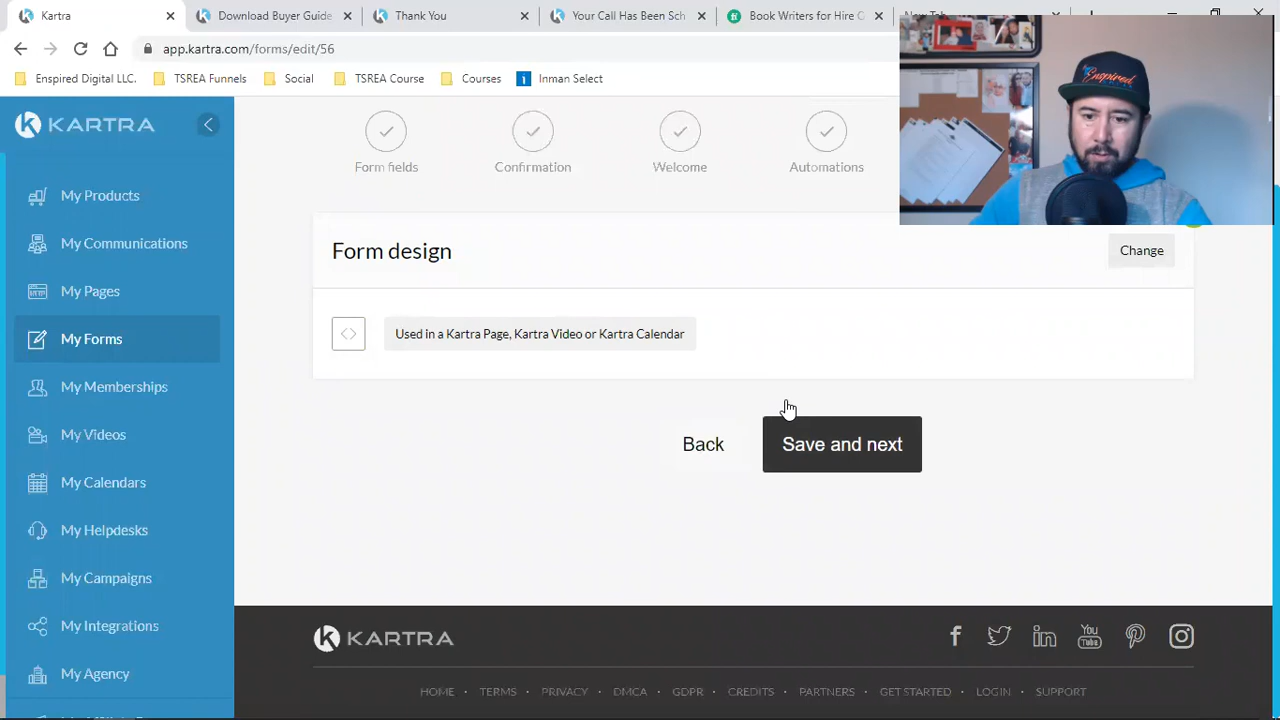 Kartra
Download Buyer Guide
Thank You
Your Call Has Been Sch
Book Writers for Hire
New Tab
app.kartra.com/forms/edit/56
Enspired Digital LLC.
TSREA Funnels
Social
TSREA Course
Courses
Inman Select
KARTRA
Form fields
Confirmation
Welcome
Automations
Enspired
My Products
My Communications
My Pages
My Forms
My Memberships
My Videos
My Calendars
My Helpdesks
My Campaigns
My Integrations
My Agency
Form design
Change
Used in a Kartra Page, Kartra Video or Kartra Calendar
Back
Save and next
KARTRA
HOME · TERMS · PRIVACY · DMCA · GDPR · CREDITS · PARTNERS · GET STARTED · LOGIN · SUPPORT